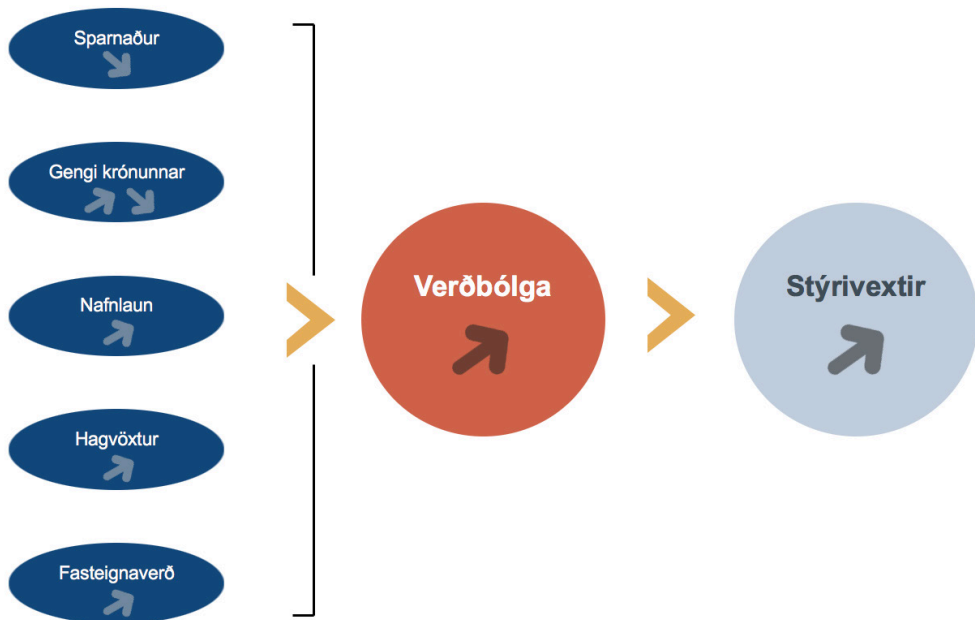 Sparnaður
Gengi krónunnar
Nafnlaun
Hagvöxtur
Fasteignaverð
Verðbólga
Stýrivextir